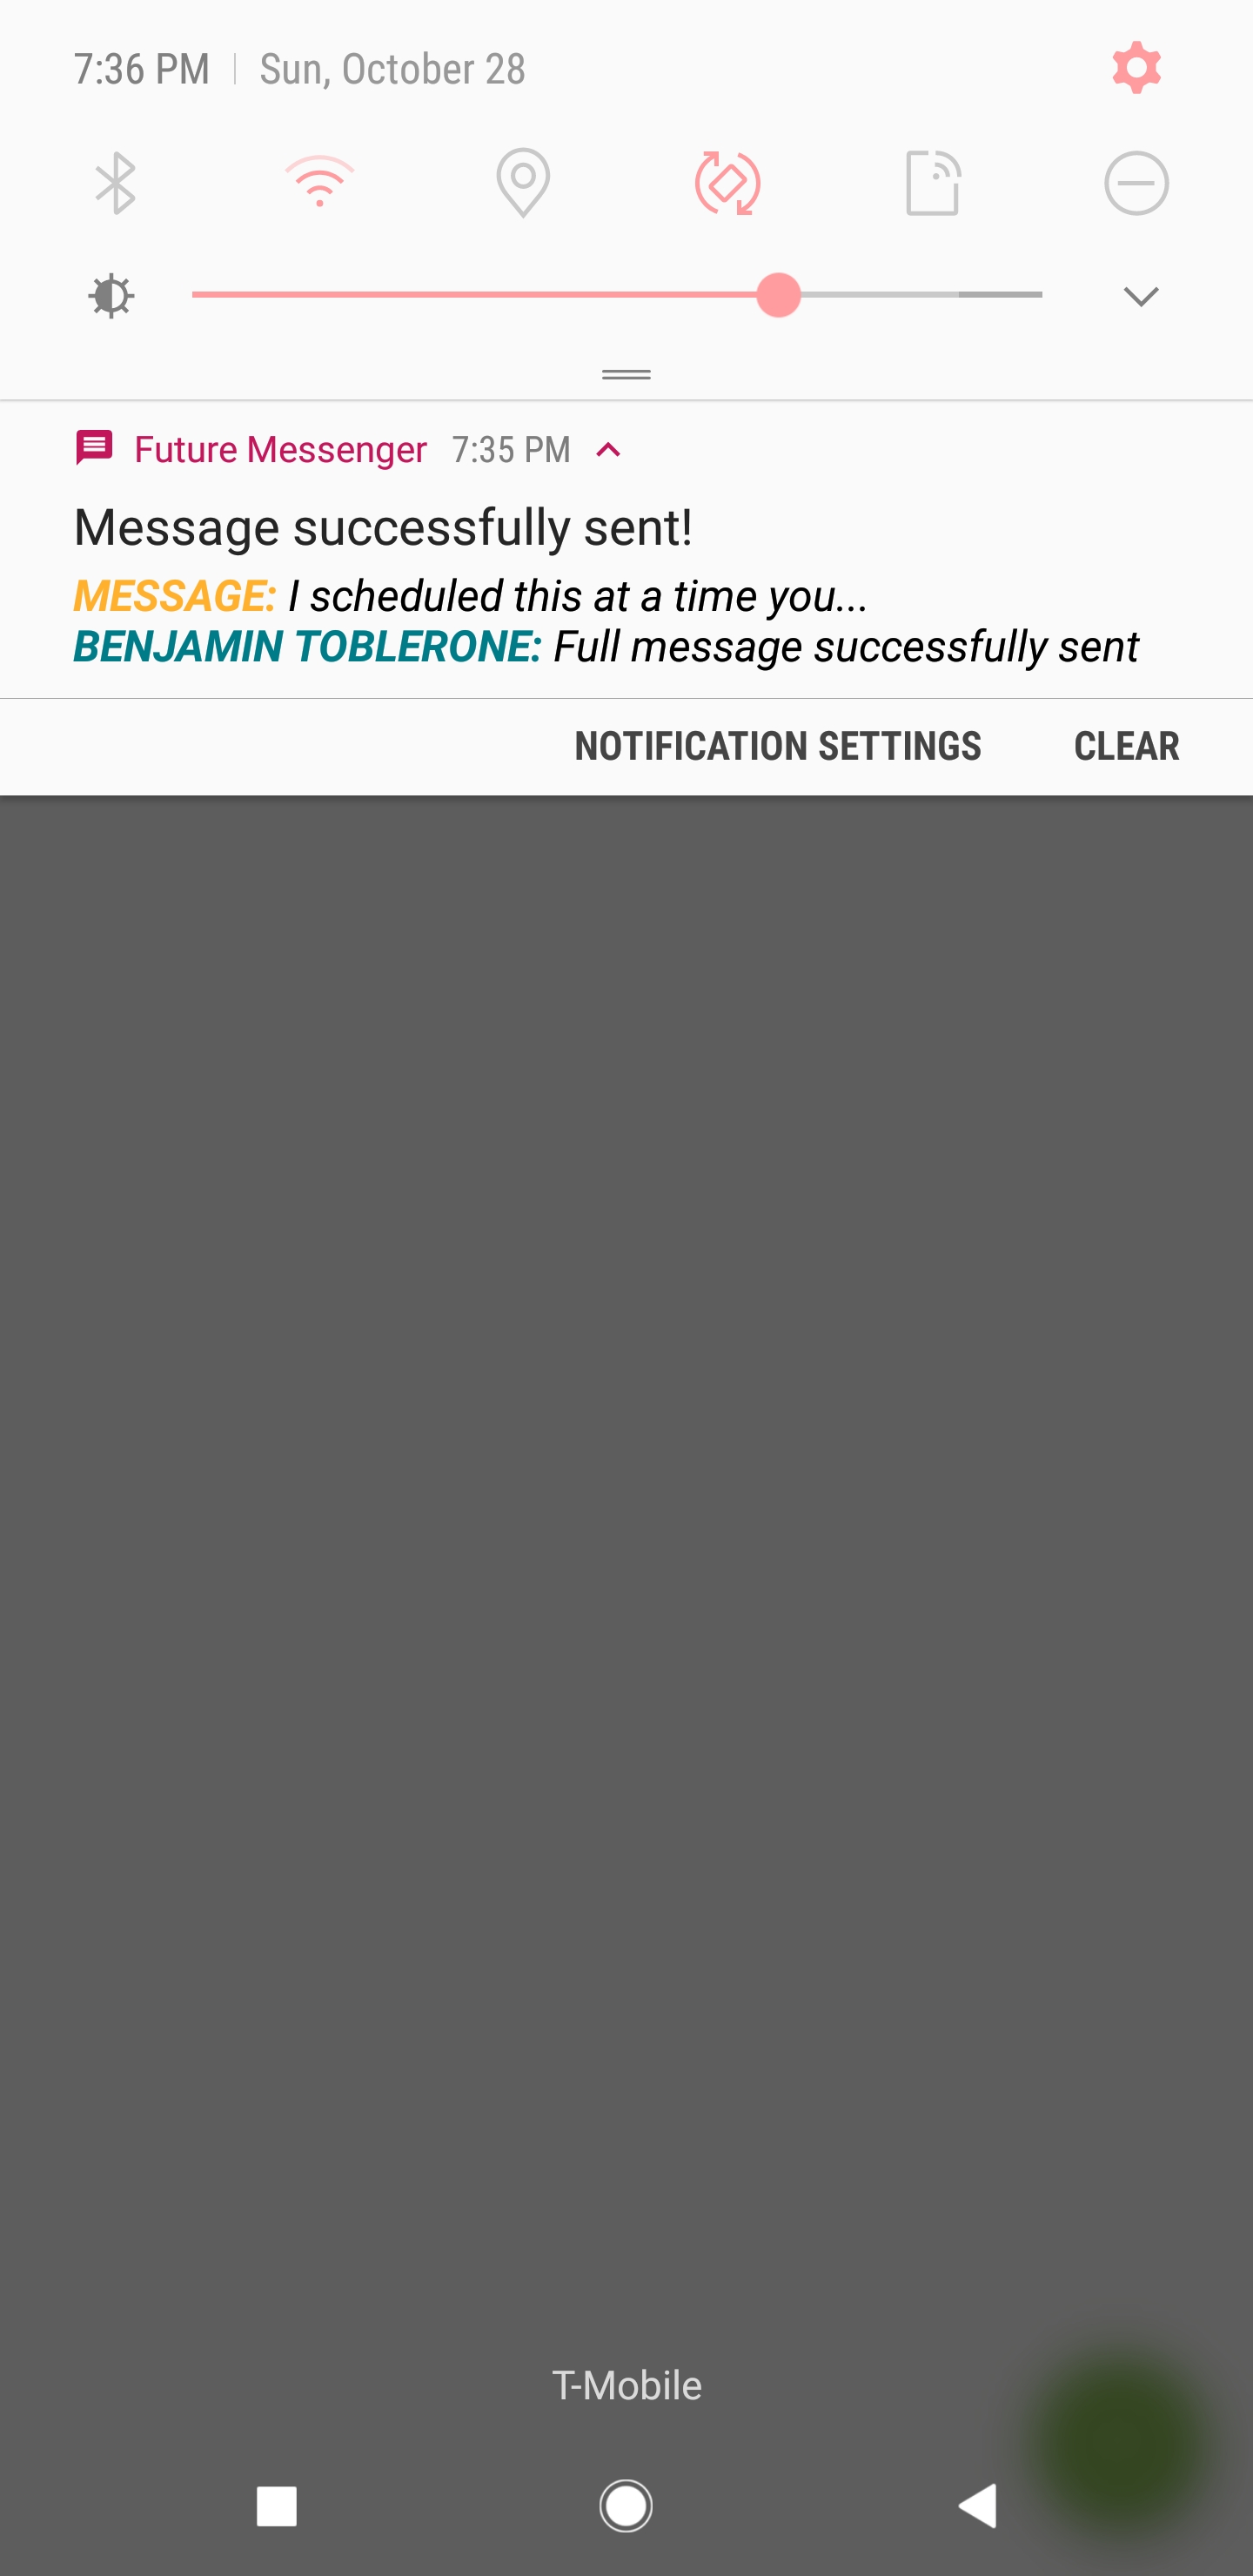 7:36 PM | Sun, October 28
Future Messenger 7:35 PM
Message successfully sent!
MESSAGE: I scheduled this at a time you...
BENJAMIN TOBLERONE: Full message successfully sent
NOTIFICATION SETTINGS CLEAR
T-Mobile